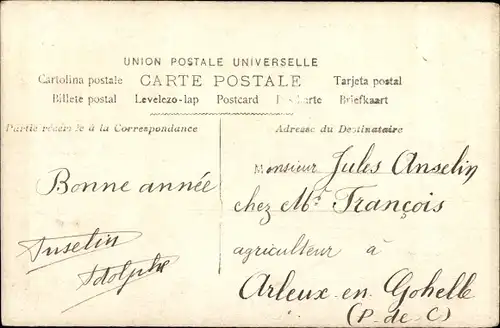 UNION POSTALE UNIVERSELLE
Cartolina postale CARTE POSTALE Tarjeta postal
Billete postal Levelezo-lap Postcard Briefkaart
Partie réservée à la Correspondance
Adresse du Destinataire
Bonne année
Anselin
Adolphe
Monsieur Jules Anselin
chez Mr François
agriculteur à
Arleux-en-Gohelle
(P-de-C)